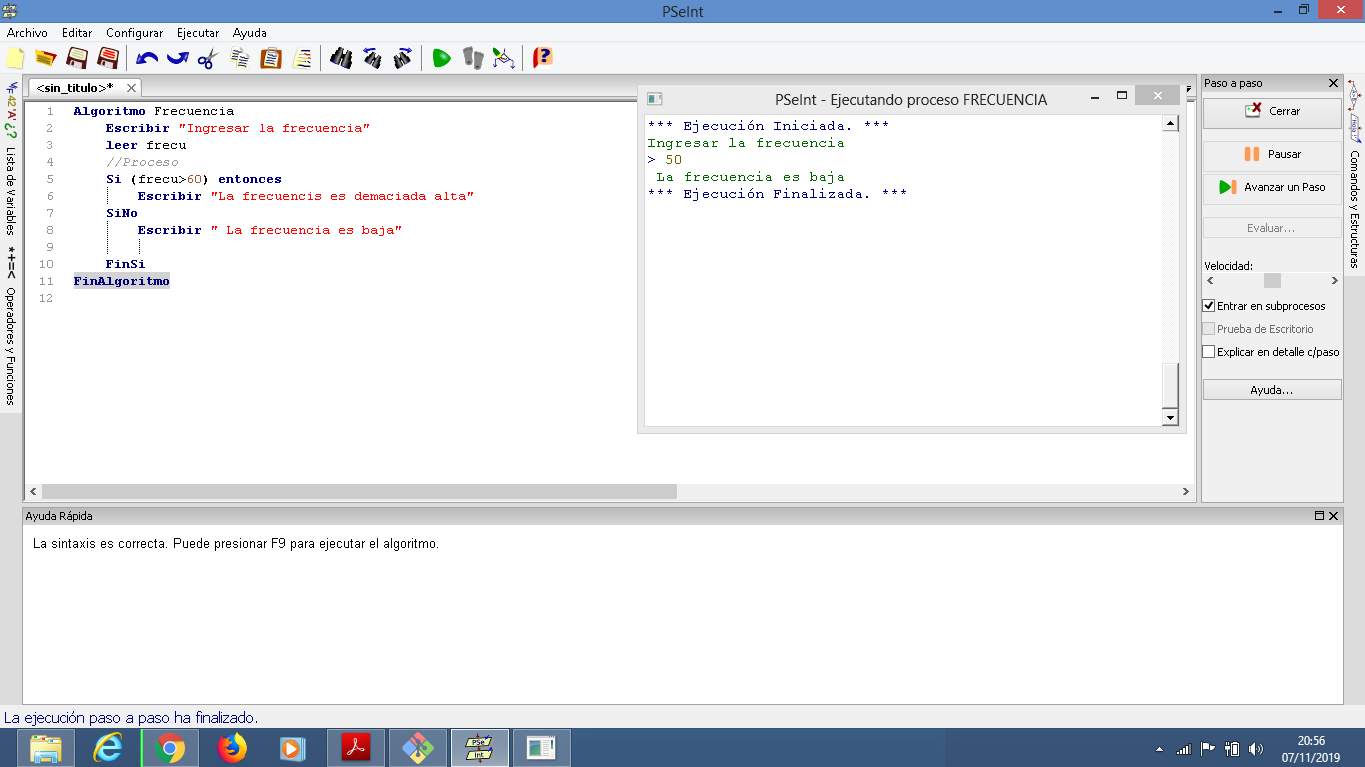 PSeInt
Archivo Editar Configurar Ejecutar Ayuda
<sin_titulo>*
1 Algoritmo Frecuencia
2 Escribir "Ingresar la frecuencia"
3 leer frecu
4 //Proceso
5 Si (frecu>60) entonces
6 Escribir "La frecuencis es demaciada alta"
7 SiNo
8 Escribir " La frecuencia es baja"
9
10 FinSi
11 FinAlgoritmo
12
42 'A' ¿? Lista de Variables
*+=< Operadores y Funciones
PSeInt - Ejecutando proceso FRECUENCIA
*** Ejecución Iniciada. ***
Ingresar la frecuencia
> 50
La frecuencia es baja
*** Ejecución Finalizada. ***
Paso a paso
Cerrar
Pausar
Avanzar un Paso
Evaluar...
Velocidad:
Entrar en subprocesos
Prueba de Escritorio
Explicar en detalle c/paso
Ayuda...
Comandos y Estructuras
Ayuda Rápida
La sintaxis es correcta. Puede presionar F9 para ejecutar el algoritmo.
La ejecución paso a paso ha finalizado.
PSe
Int
20:56
07/11/2019